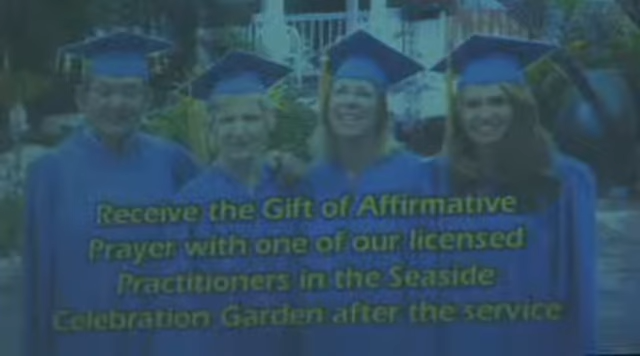 Receive the Gift of Affirmative
Prayer with one of our licensed
Practitioners in the Seaside
Celebration Garden after the service